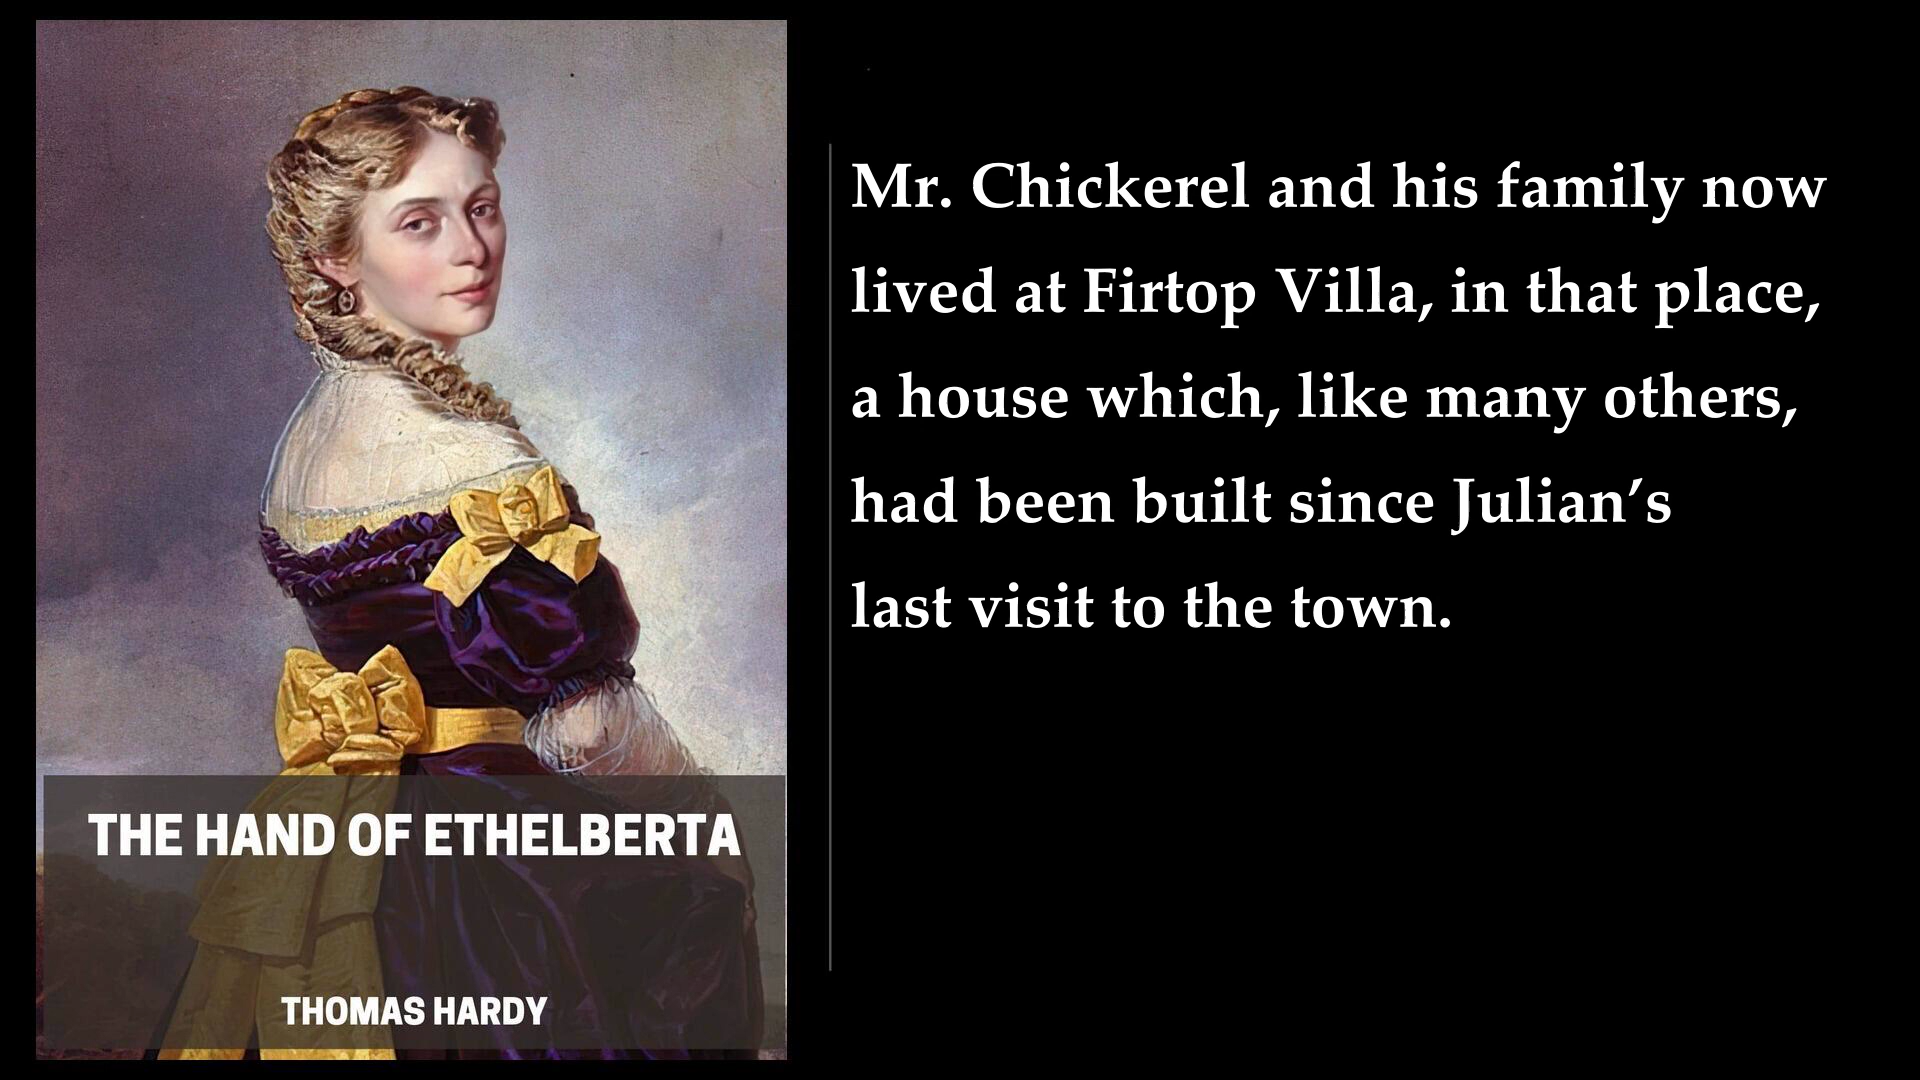 THE HAND OF ETHELBERTA
THOMAS HARDY
Mr. Chickerel and his family now
lived at Firtop Villa, in that place,
a house which, like many others,
had been built since Julian’s
last visit to the town.